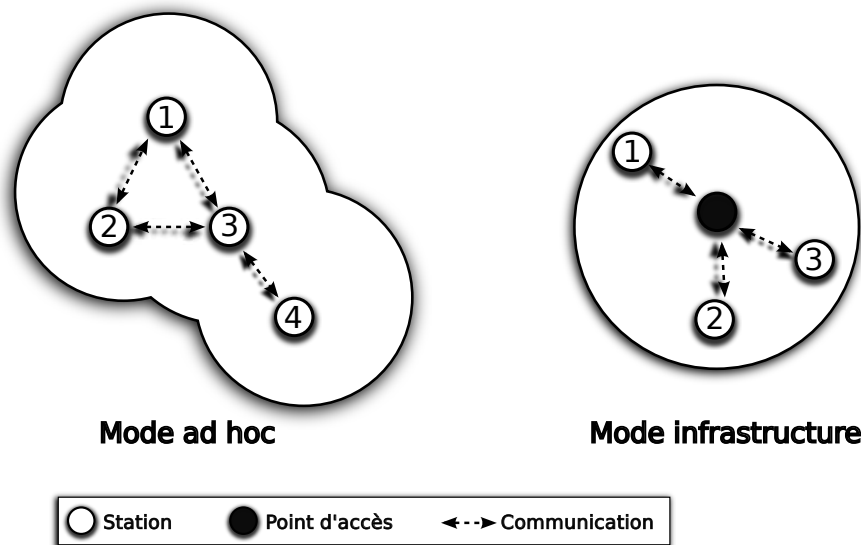 1
2
3
4
Mode ad hoc
1
3
2
Mode infrastructure
Station Point d'accès Communication